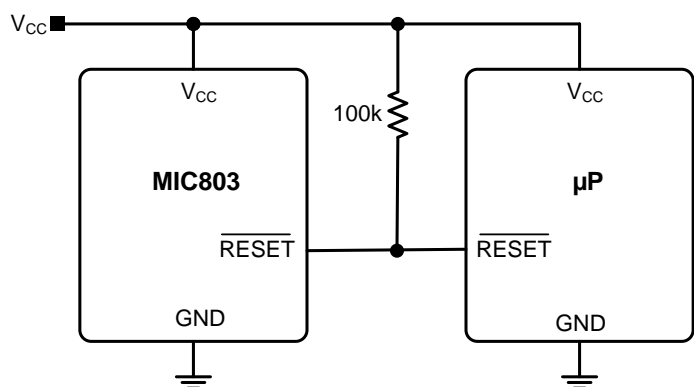 VCC
VCC
MIC803
RESET
GND
100k
VCC
µP
RESET
GND